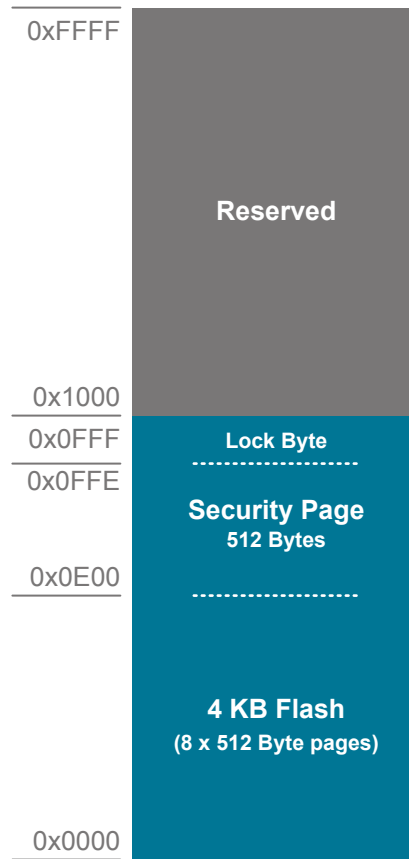 0xFFFF
Reserved
0x1000
0x0FFF
Lock Byte
0x0FFE
Security Page
512 Bytes
0x0E00
4 KB Flash
(8 x 512 Byte pages)
0x0000